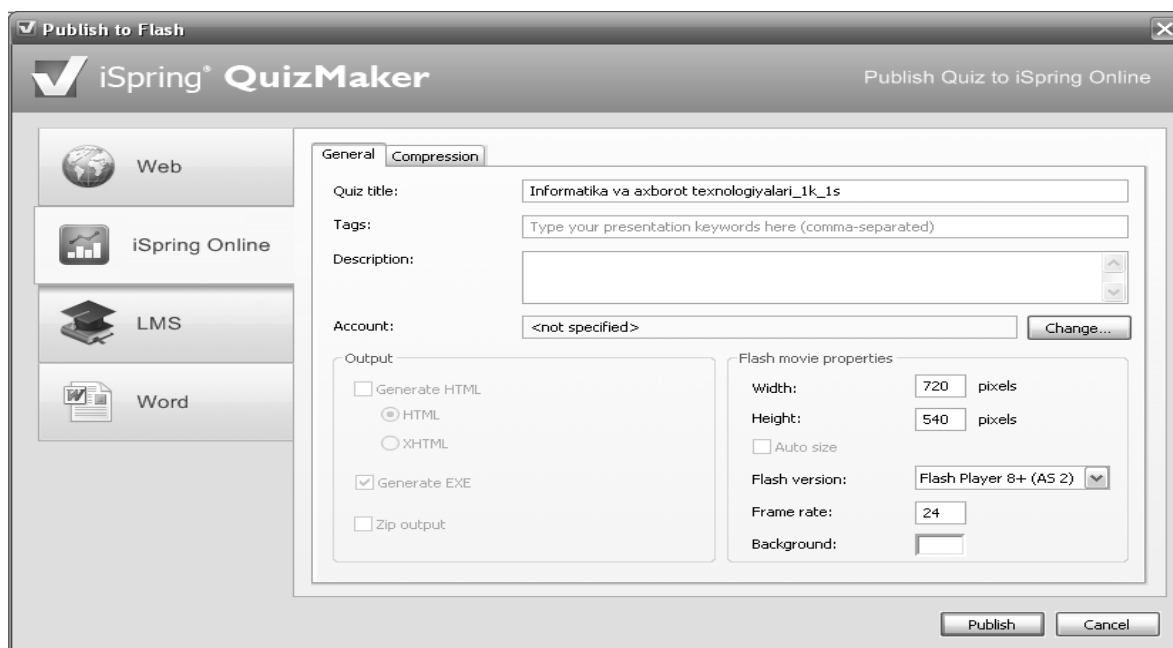 Publish to Flash
iSpring® QuizMaker
Publish Quiz to iSpring Online
Web
iSpring Online
LMS
Word
General
Compression
Quiz title:
Informatika va axborot texnologiyalari_1k_1s
Tags:
Type your presentation keywords here (comma-separated)
Description:
Account:
<not specified>
Change...
Output
Generate HTML
HTML
XHTML
Generate EXE
Zip output
Flash movie properties
Width:
720
pixels
Height:
540
pixels
Auto size
Flash version:
Flash Player 8+ (AS 2)
Frame rate:
24
Background:
Publish
Cancel